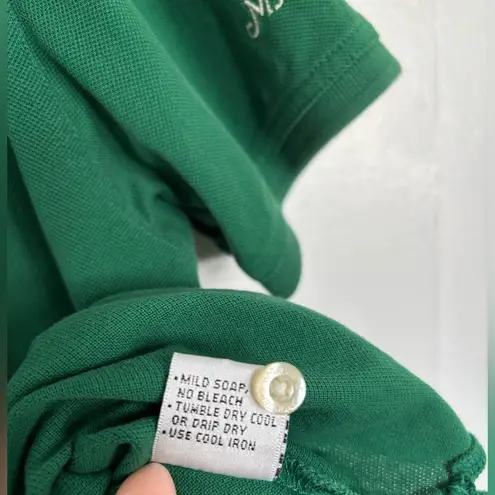 • MILD SOAP,
NO BLEACH
• TUMBLE DRY COOL
OR DRIP DRY
• USE COOL IRON